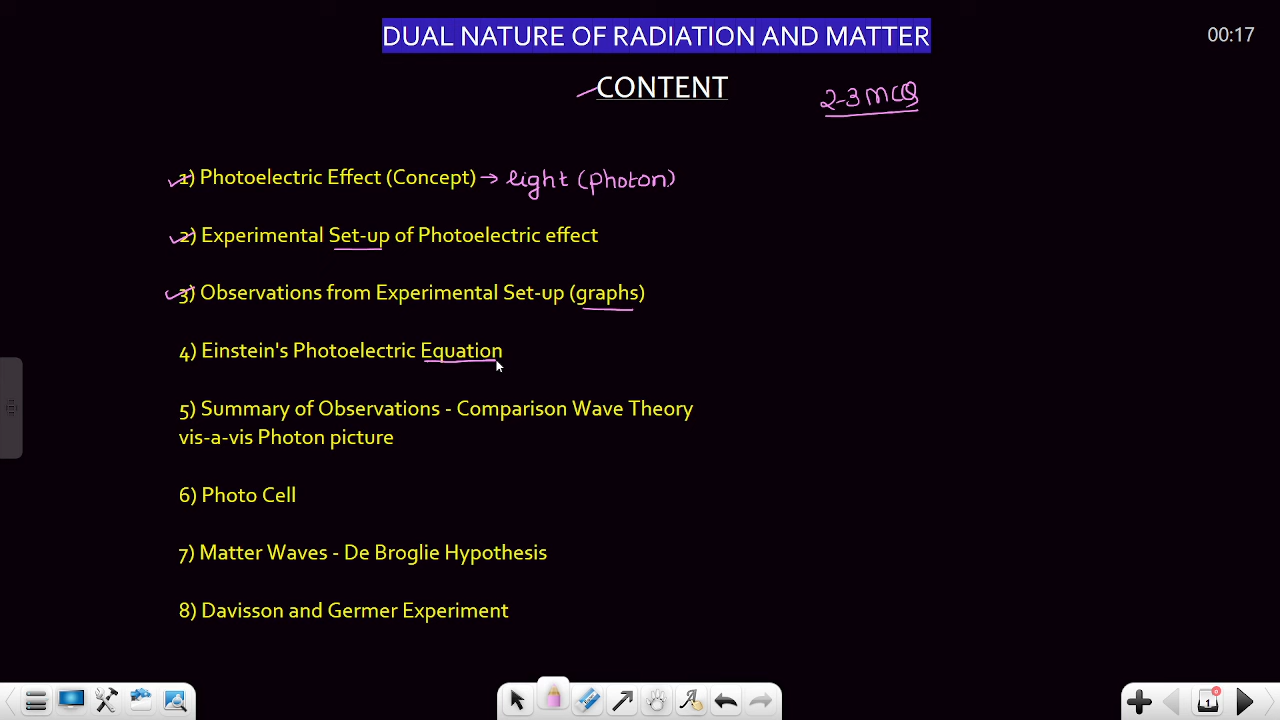 DUAL NATURE OF RADIATION AND MATTER
00:17
CONTENT
2-3 MCQ
1) Photoelectric Effect (Concept) → light (photon)
2) Experimental Set-up of Photoelectric effect
3) Observations from Experimental Set-up (graphs)
4) Einstein's Photoelectric Equation
5) Summary of Observations - Comparison Wave Theory
vis-a-vis Photon picture
6) Photo Cell
7) Matter Waves - De Broglie Hypothesis
8) Davisson and Germer Experiment
1